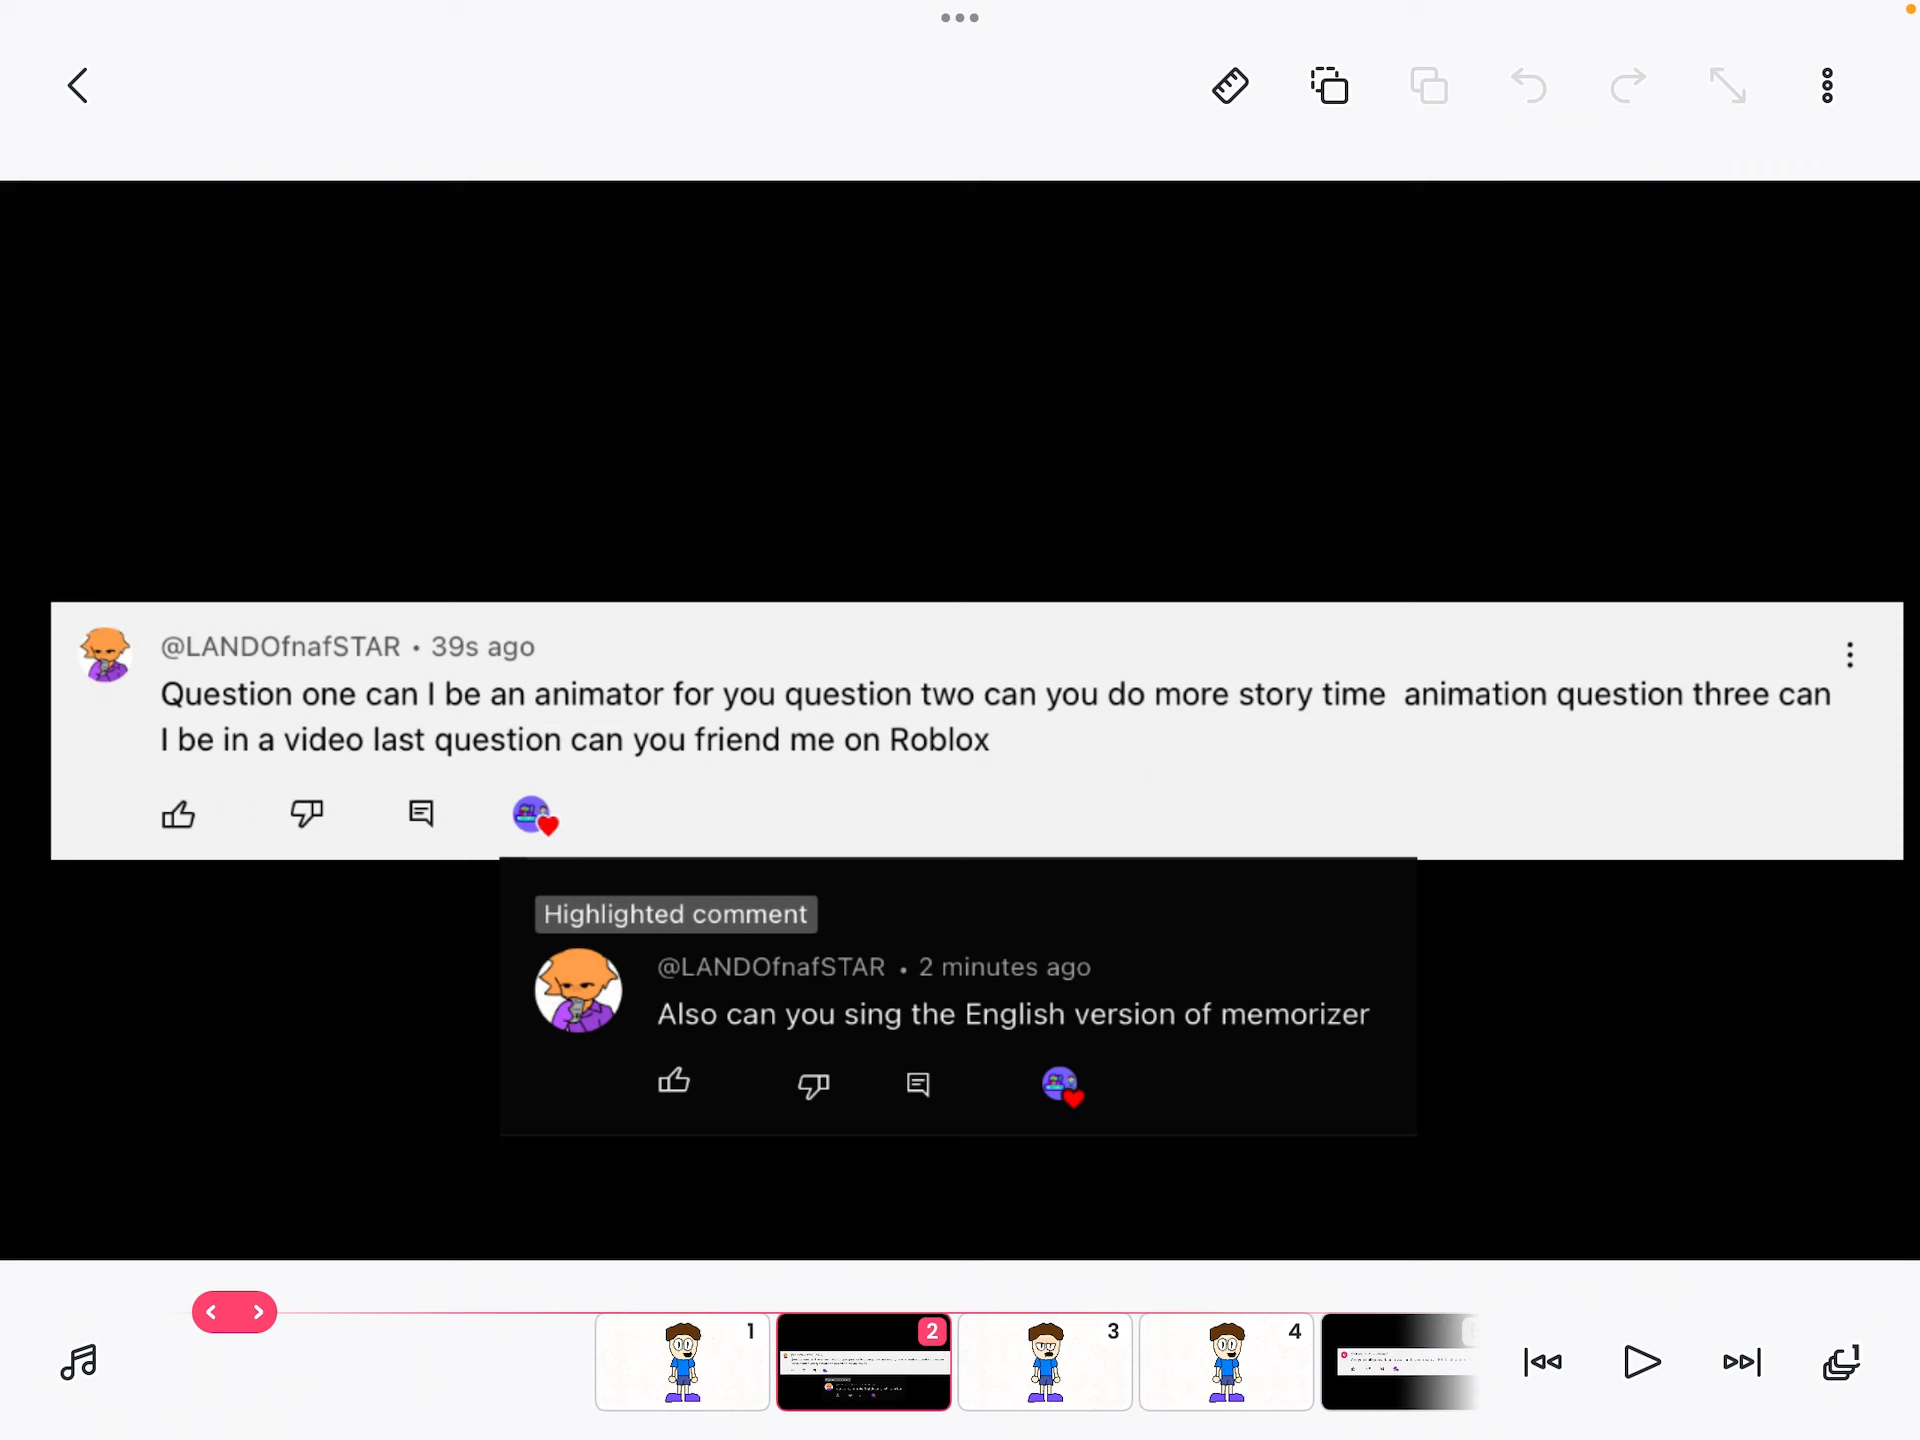 @LANDOfnafSTAR • 39s ago
Question one can I be an animator for you question two can you do more story time animation question three can
I be in a video last question can you friend me on Roblox
Highlighted comment
@LANDOfnafSTAR • 2 minutes ago
Also can you sing the English version of memorizer
1
2
3
4
1